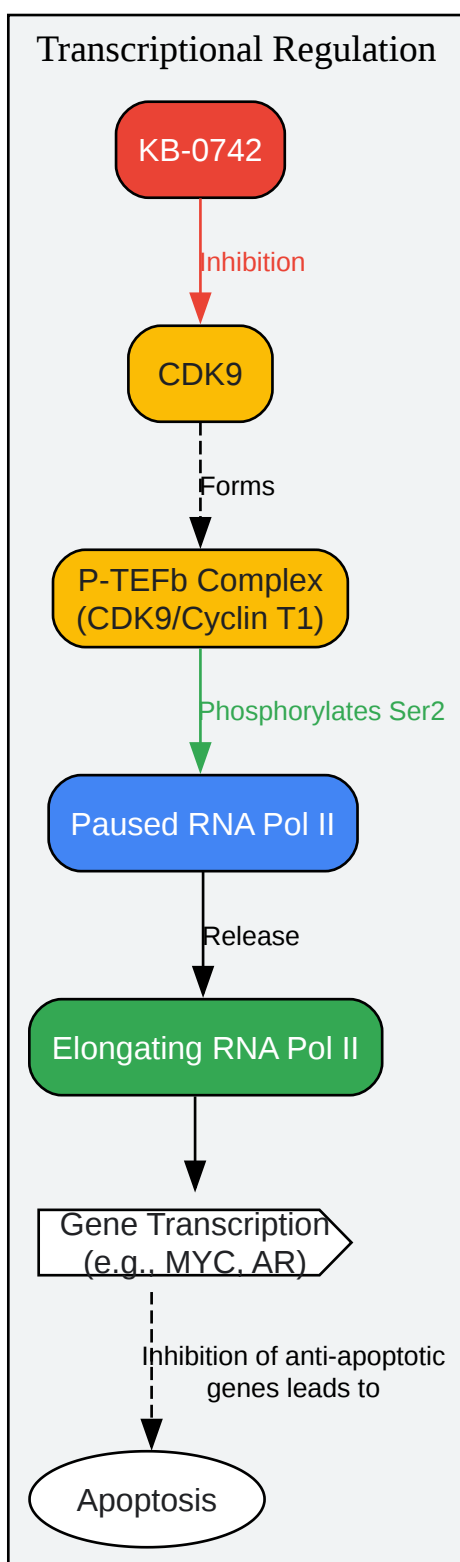 Transcriptional Regulation
KB-0742
Inhibition
CDK9
Forms
P-TEFb Complex
(CDK9/Cyclin T1)
Phosphorylates Ser2
Paused RNA Pol II
Release
Elongating RNA Pol II
Gene Transcription
(e.g., MYC, AR)
Inhibition of anti-apoptotic
genes leads to
Apoptosis